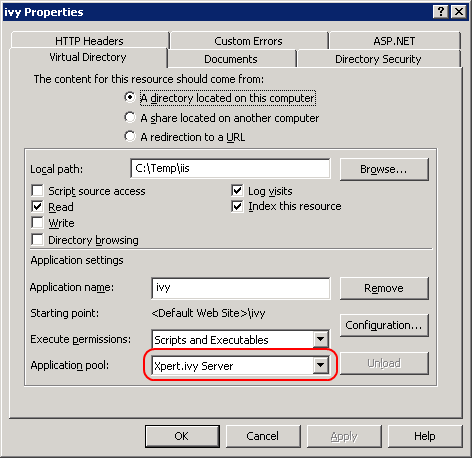 ivy Properties
HTTP Headers
Custom Errors
ASP.NET
Virtual Directory
Documents
Directory Security
The content for this resource should come from:
A directory located on this computer
A share located on another computer
A redirection to a URL
Local path:
C:\Temp\iis
Browse...
Script source access
Log visits
Read
Index this resource
Write
Directory browsing
Application settings
Application name:
ivy
Remove
Starting point:
<Default Web Site>\ivy
Configuration...
Execute permissions:
Scripts and Executables
Application pool:
Xpert.ivy Server
Unload
OK
Cancel
Apply
Help